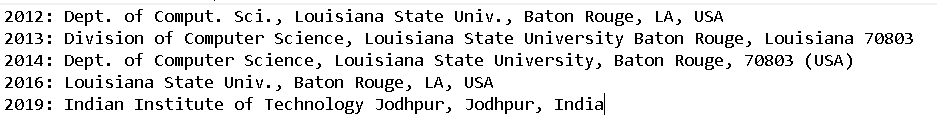 2012: Dept. of Comput. Sci., Louisiana State Univ., Baton Rouge, LA, USA
2013: Division of Computer Science, Louisiana State University Baton Rouge, Louisiana 70803
2014: Dept. of Computer Science, Louisiana State University, Baton Rouge, 70803 (USA)
2016: Louisiana State Univ., Baton Rouge, LA, USA
2019: Indian Institute of Technology Jodhpur, Jodhpur, India